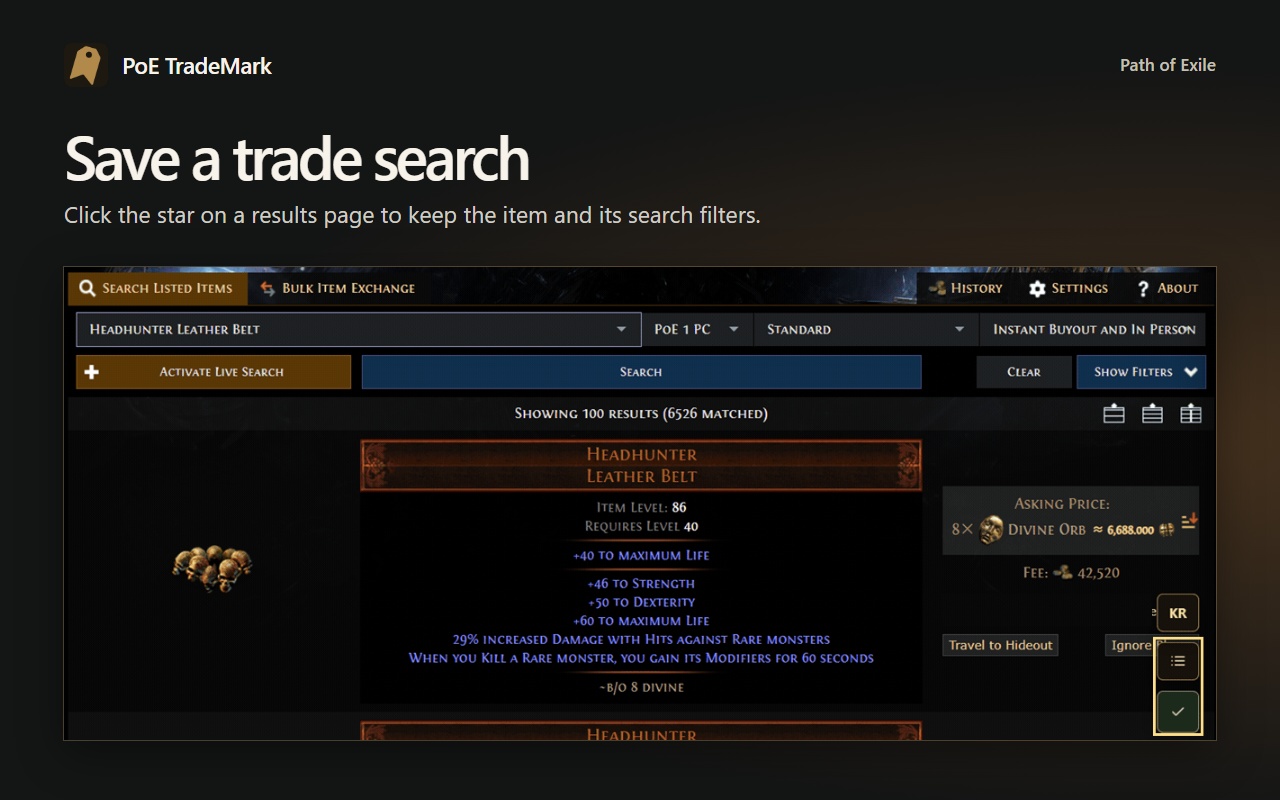 PoE TradeMark
Path of Exile
Save a trade search
Click the star on a results page to keep the item and its search filters.
Search Listed Items
Bulk Item Exchange
History
Settings
? About
Headhunter Leather Belt
PoE 1 PC
Standard
Instant Buyout and In Person
Activate Live Search
Search
Clear
Show Filters
Showing 100 results (6526 matched)
Headhunter
Leather Belt
Item Level: 86
Requires Level 40
+40 to maximum Life
+46 to Strength
+50 to Dexterity
+60 to maximum Life
29% increased Damage with Hits against Rare monsters
When you Kill a Rare monster, you gain its Modifiers for 60 seconds
~b/o 8 divine
Asking Price:
8× Divine Orb ≈ 6,688.000
Fee: 42,520
KR
Travel to Hideout
Ignore
Headhunter